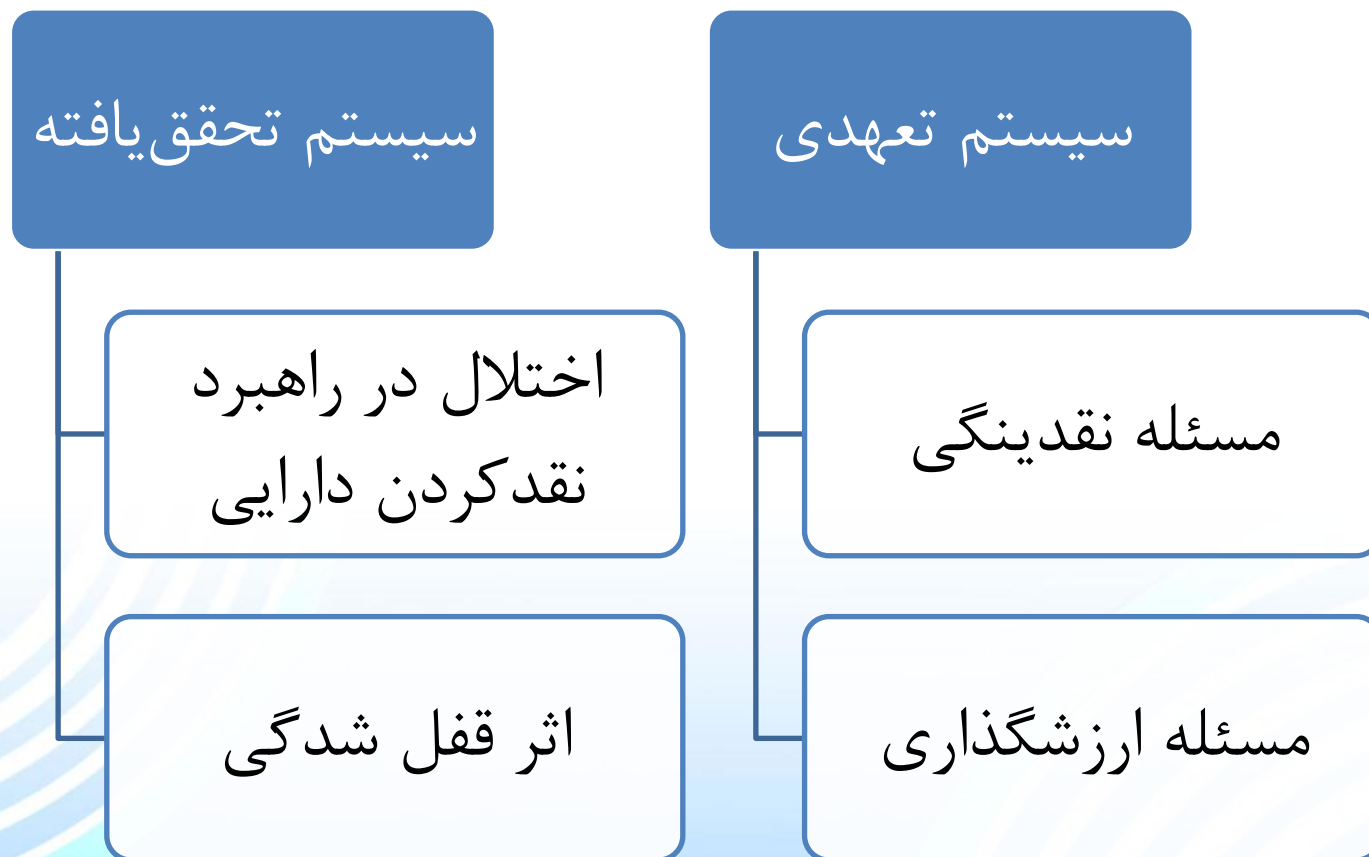 سیستم تعهدی
مسئله نقدینگی
مسئله ارزشگذاری
سیستم تحقق‌یافته
اختلال در راهبرد
نقدکردن دارایی
اثر قفل شدگی